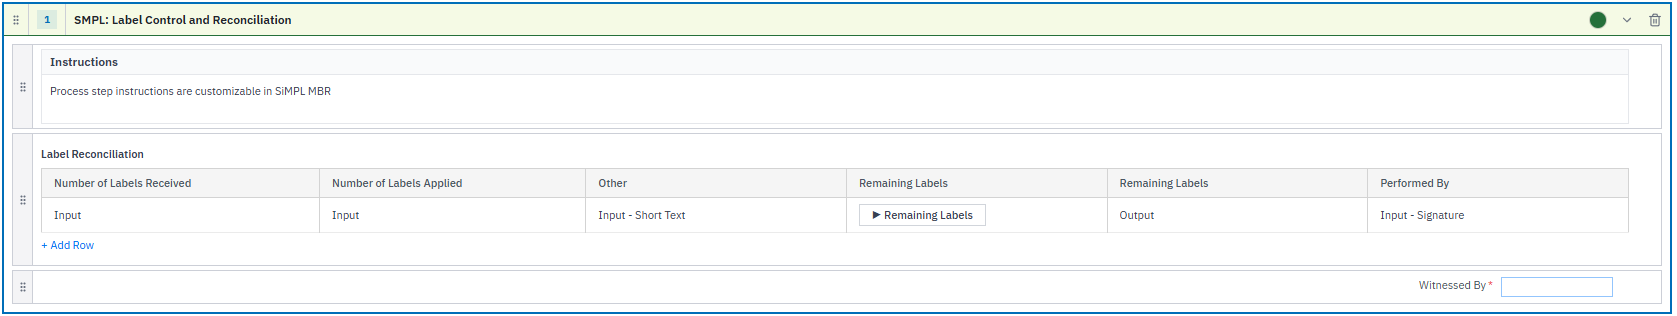 1 SMPL: Label Control and Reconciliation
Instructions
Process step instructions are customizable in SiMPL MBR
Label Reconciliation
Number of Labels Received Number of Labels Applied Other Remaining Labels Remaining Labels Performed By
Input Input Input - Short Text ▶ Remaining Labels Output Input - Signature
+ Add Row
Witnessed By *